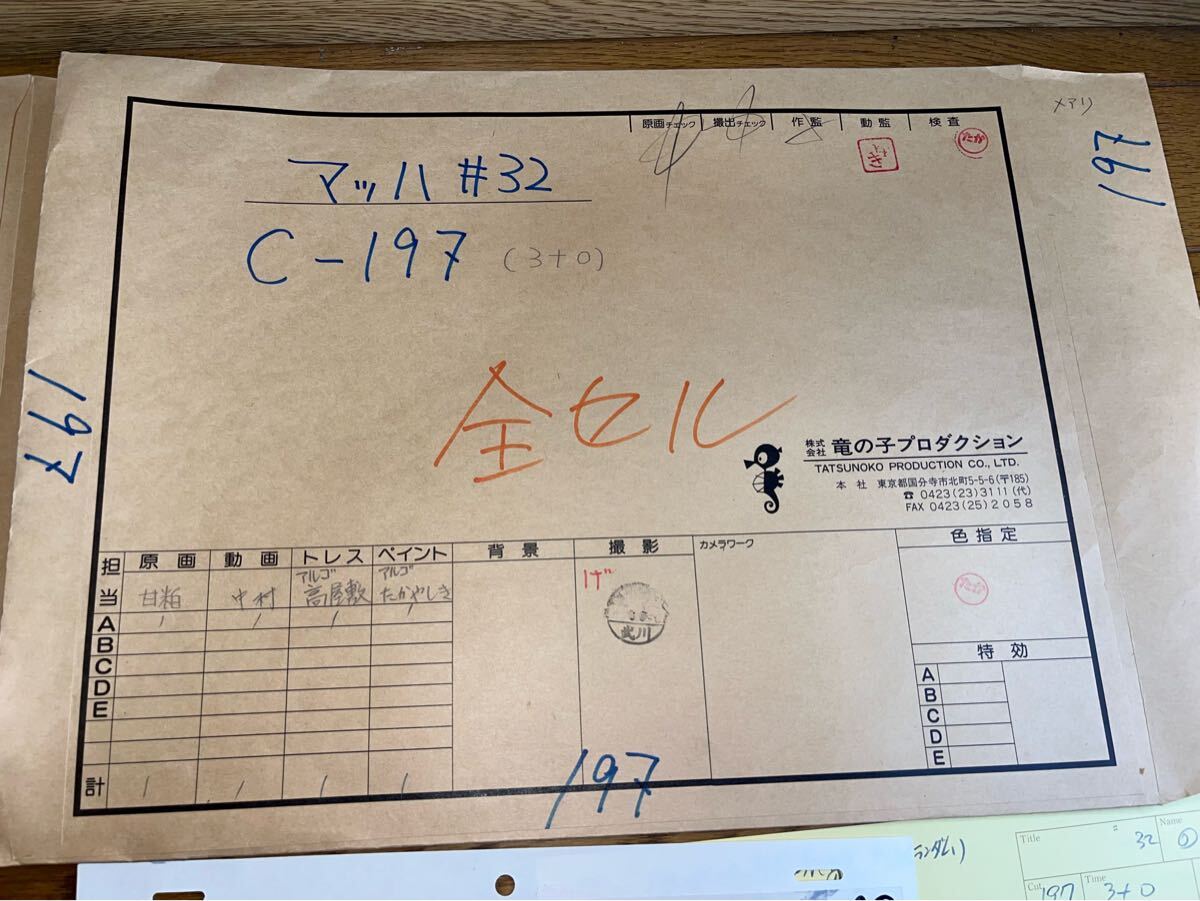 メアリ
原画チェック 撮出チェック 作監 動監 検査
マッハ #32
C-197 (3+0)
197
全セル
197
株式会社 竜の子プロダクション
TATSUNOKO PRODUCTION CO., LTD.
本社 東京都国分寺市北町5-5-6(〒185)
☎ 0423(23)3111(代)
FAX 0423(25)2058
担当 原画 動画 トレス ペイント 背景 撮影 カメラワーク 色指定
アルゴ アルゴ
甘粕 中村 高屋敷 たかやしき
武川
A 1 1 1 1
B
C
D
E
計 1 1 1 1
特効
A
B
C
D
E
197
Title 32 Name
Cut 197 Time 3+0